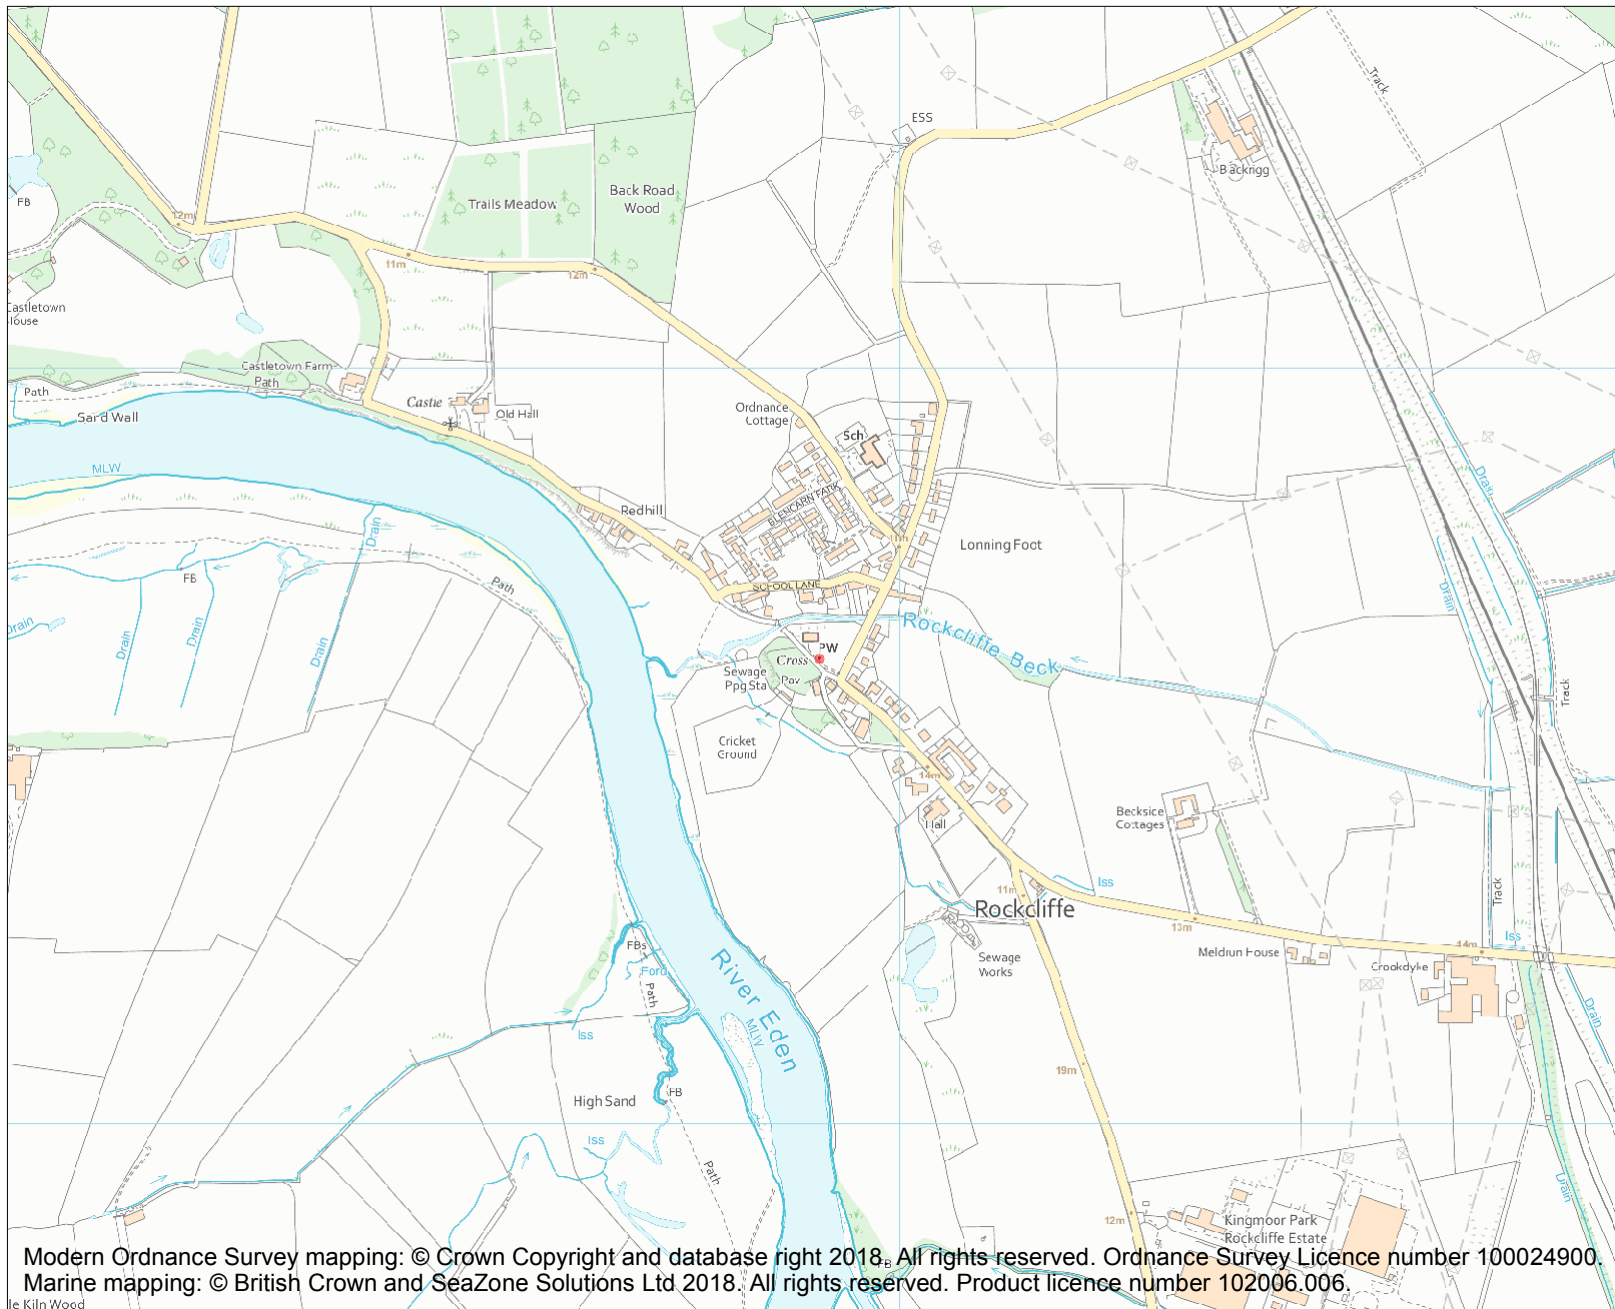 ESS
Track
Backrigg
FB
12m
Trails Meadow
Back Road
Wood
11m
12m
Castletown
House
Castletown Farm
Path
Path
Sand Wall
Castle
Old Hall
Ordnance
Cottage
Sch
MLW
Drain
Redhill
BLENCARN PARK
11m
Lonning Foot
Drain
FB
Drain
Path
SCHOOL LANE
Drain
Drain
Drain
Drain
Rockcliffe Beck
PW
Cross
Pav
Sewage
Ppg Sta
Track
Cricket
Ground
14m
Hall
Beckside
Cottages
Iss
11m
Rockcliffe
Track
13m
Iss
14m
Meldrun House
Crookdyke
Sewage
Works
FBs
Ford
Path
River Eden
MLW
Iss
Drain
19m
High Sand
FB
Iss
Path
Drain
12m
Kingmoor Park
Rockcliffe Estate
FB
Modern Ordnance Survey mapping: © Crown Copyright and database right 2018. All rights reserved. Ordnance Survey Licence number 100024900.
Marine mapping: © British Crown and SeaZone Solutions Ltd 2018. All rights reserved. Product licence number 102006.006.
le Kiln Wood